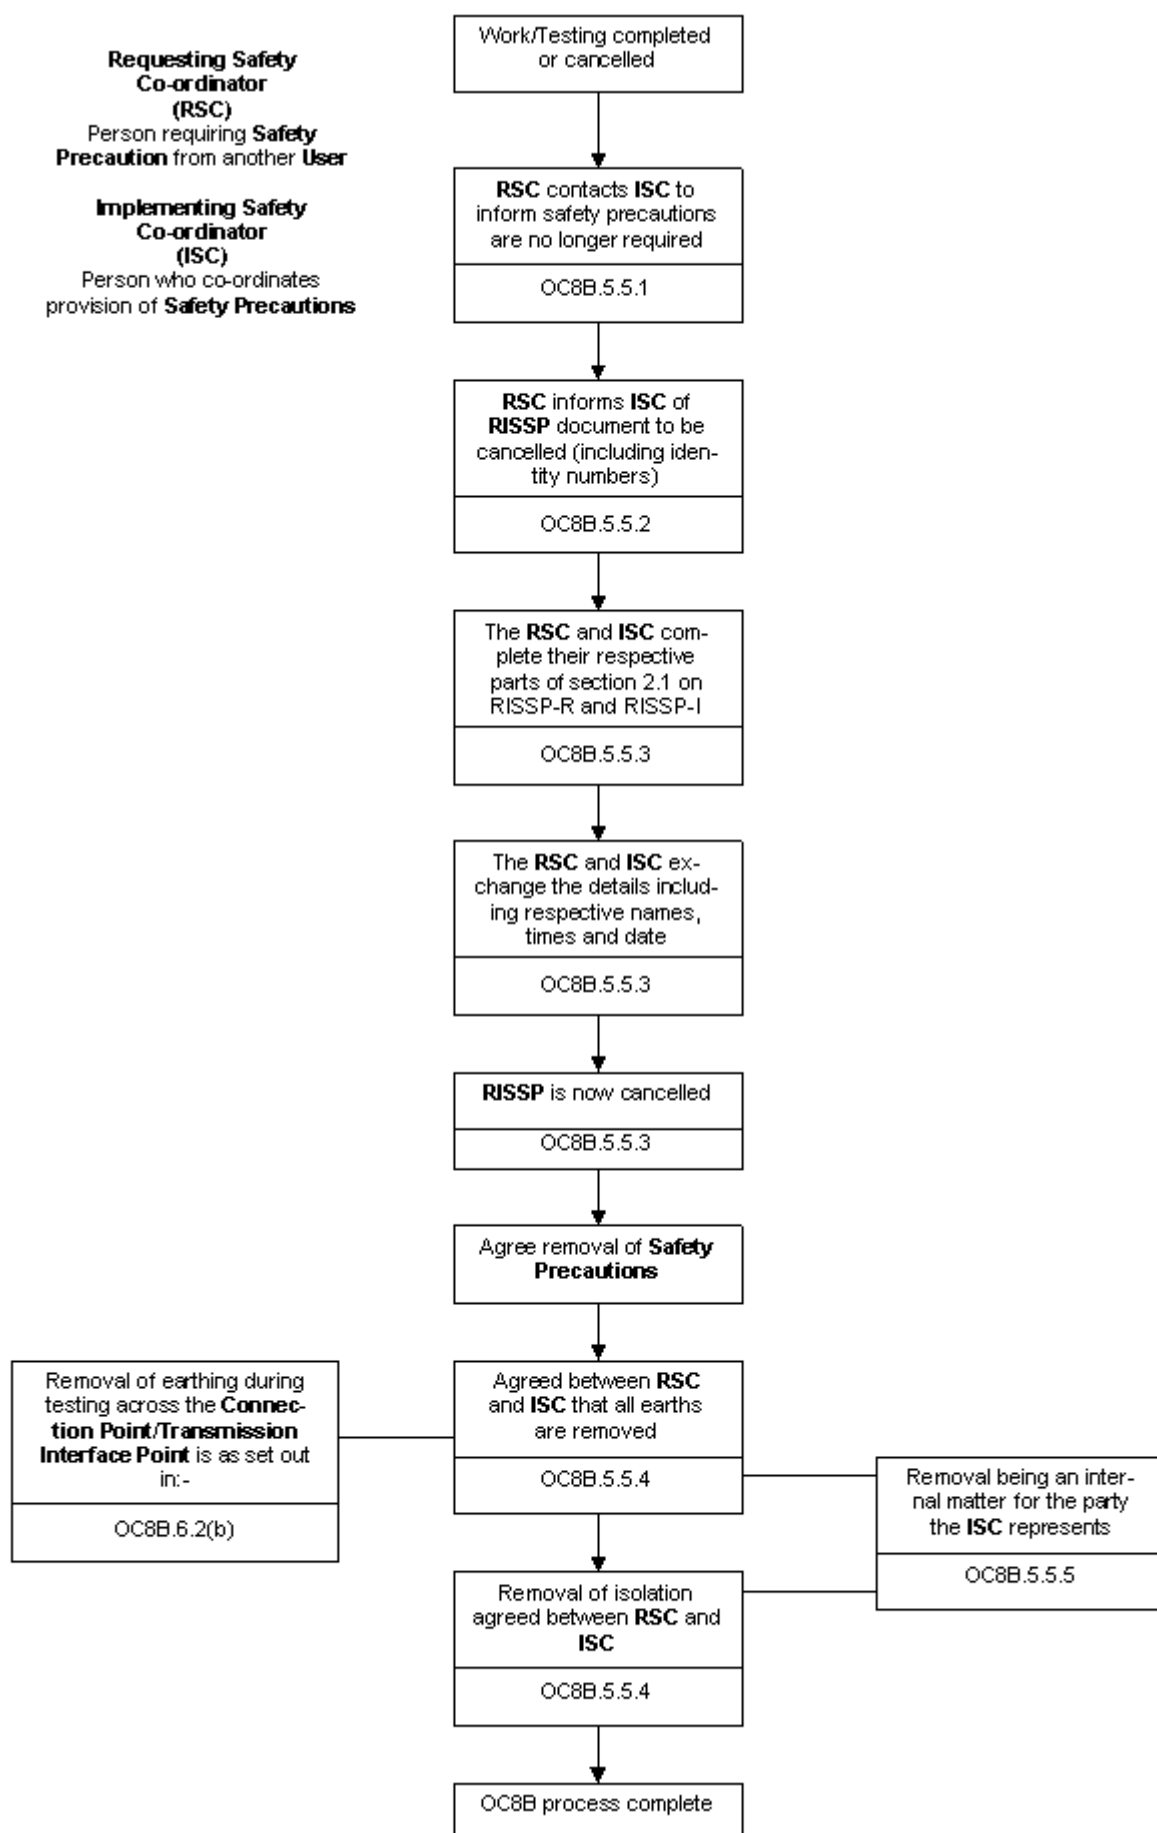 Requesting Safety
Co-ordinator
(RSC)
Person requiring Safety
Precaution from another User
Implementing Safety
Co-ordinator
(ISC)
Person who co-ordinates
provision of Safety Precautions
Work/Testing completed
or cancelled
RSC contacts ISC to
inform safety precautions
are no longer required
OC8B.5.5.1
RSC informs ISC of
RISSP document to be
cancelled (including iden-
tity numbers)
OC8B.5.5.2
The RSC and ISC com-
plete their respective
parts of section 2.1 on
RISSP-R and RISSP-I
OC8B.5.5.3
The RSC and ISC ex-
change the details includ-
ing respective names,
times and date
OC8B.5.5.3
RISSP is now cancelled
OC8B.5.5.3
Agree removal of Safety
Precautions
Removal of earthing during
testing across the Connec-
tion Point/Transmission
Interface Point is as set out
in:-
OC8B.6.2(b)
Agreed between RSC
and ISC that all earths
are removed
OC8B.5.5.4
Removal being an inter-
nal matter for the party
the ISC represents
OC8B.5.5.5
Removal of isolation
agreed between RSC and
ISC
OC8B.5.5.4
OC8B process complete